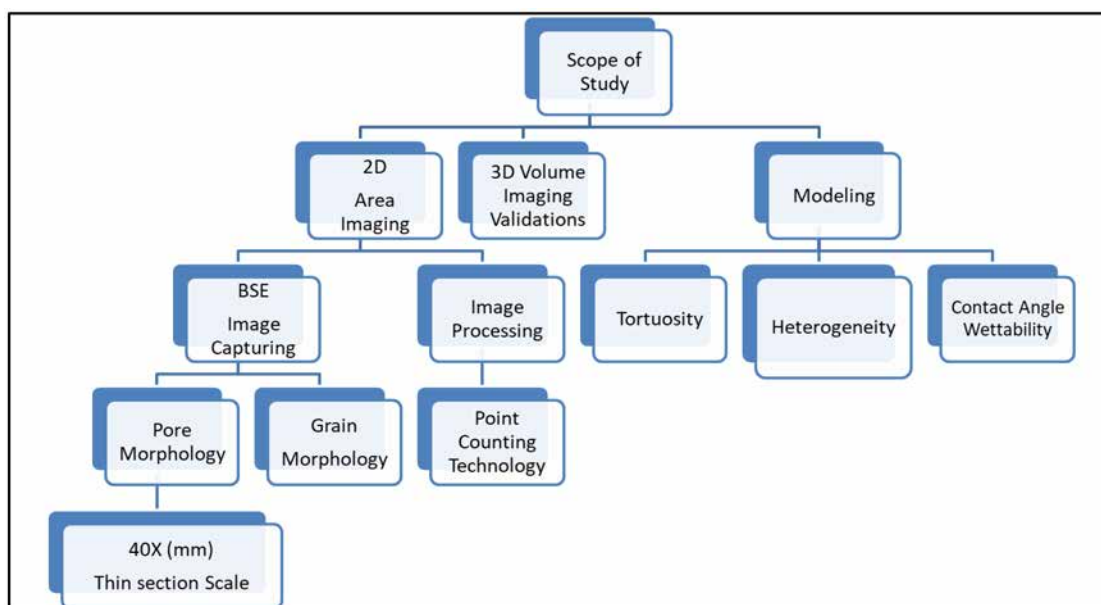 Scope of
Study
2D
Area
Imaging
3D Volume
Imaging
Validations
Modeling
BSE
Image
Capturing
Image
Processing
Tortuosity
Heterogeneity
Contact Angle
Wettability
Pore
Morphology
Grain
Morphology
Point
Counting
Technology
40X (mm)
Thin section Scale